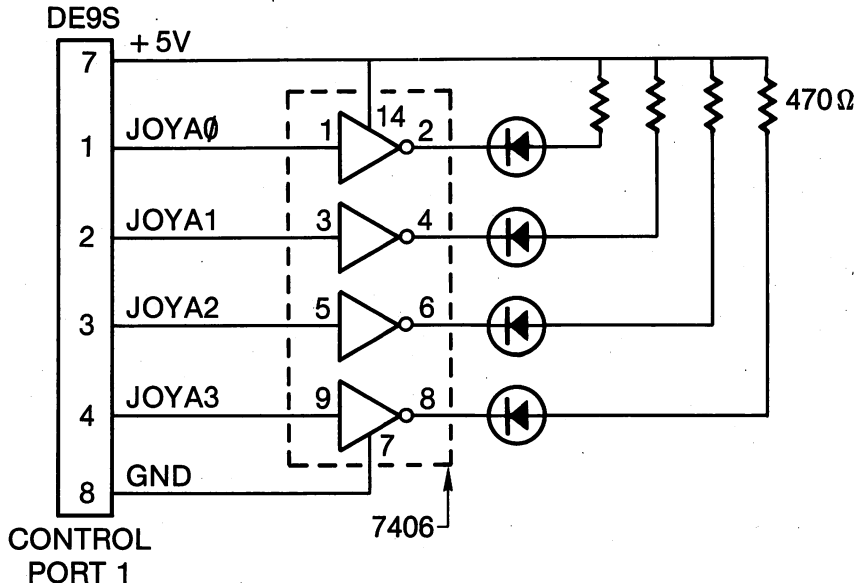 DE9S
7 +5V
14
1 JOYAØ 1 2
470Ω
2 JOYA1 3 4
3 JOYA2 5 6
4 JOYA3 9 8
7
8 GND
7406
CONTROL
PORT 1